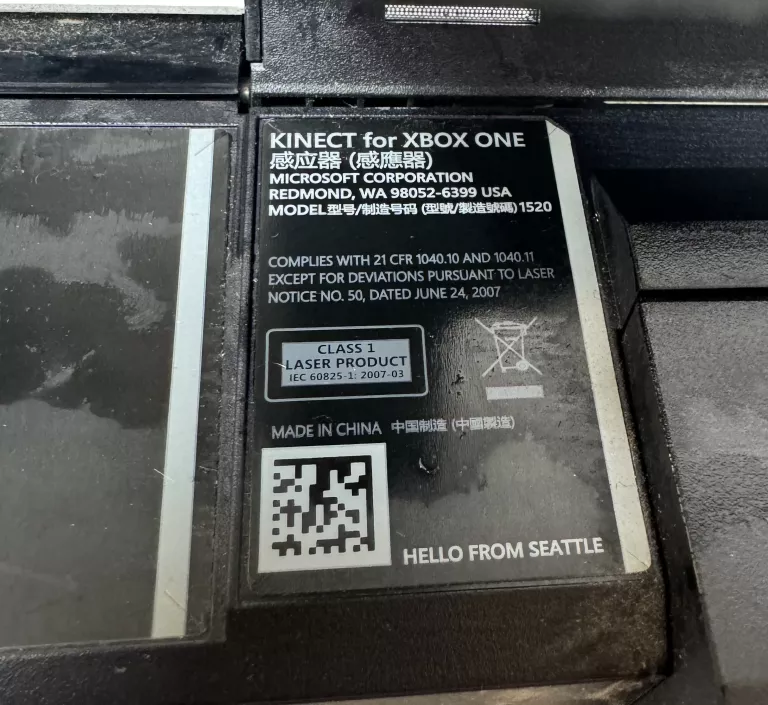 KINECT for XBOX ONE
感应器 (感應器)
MICROSOFT CORPORATION
REDMOND, WA 98052-6399 USA
MODEL型号/制造号码 (型號/製造號碼) 1520
COMPLIES WITH 21 CFR 1040.10 AND 1040.11
EXCEPT FOR DEVIATIONS PURSUANT TO LASER
NOTICE NO. 50, DATED JUNE 24, 2007
CLASS 1
LASER PRODUCT
IEC 60825-1: 2007-03
MADE IN CHINA 中国制造 (中國製造)
HELLO FROM SEATTLE